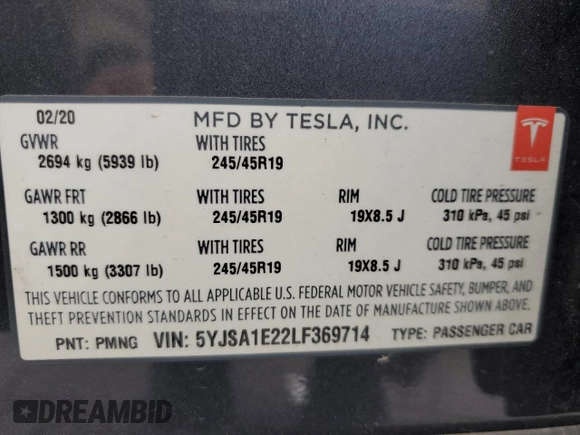 02/20 MFD BY TESLA, INC.
GVWR WITH TIRES
2694 kg (5939 lb) 245/45R19
TESLA
GAWR FRT WITH TIRES RIM COLD TIRE PRESSURE
1300 kg (2866 lb) 245/45R19 19X8.5 J 310 kPa, 45 psi
GAWR RR WITH TIRES RIM COLD TIRE PRESSURE
1500 kg (3307 lb) 245/45R19 19X8.5 J 310 kPa, 45 psi
THIS VEHICLE CONFORMS TO ALL APPLICABLE U.S. FEDERAL MOTOR VEHICLE SAFETY, BUMPER, AND
THEFT PREVENTION STANDARDS IN EFFECT ON THE DATE OF MANUFACTURE SHOWN ABOVE.
PNT: PMNG VIN: 5YJSA1E22LF369714 TYPE: PASSENGER CAR
DREAMBID